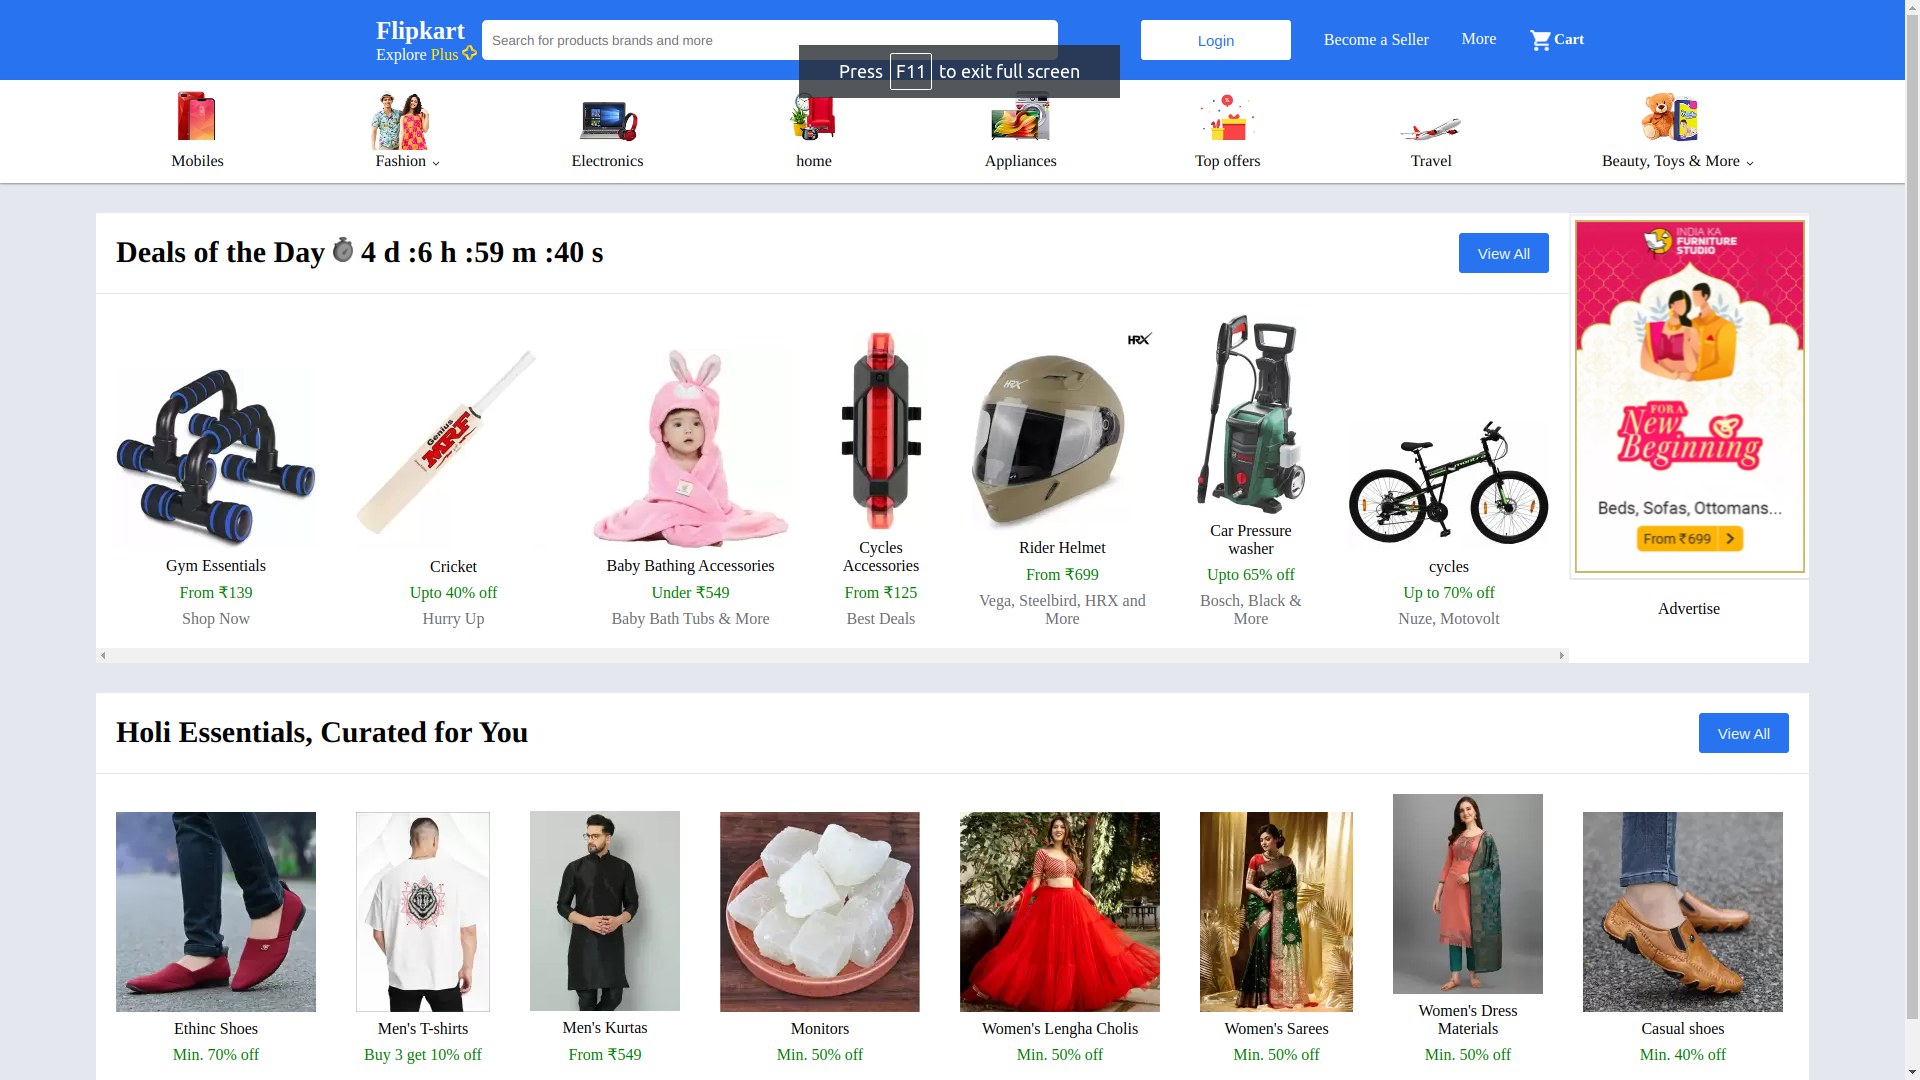 Flipkart
Explore Plus
Search for products brands and more
Login
Become a Seller
More
Cart
Press F11 to exit full screen
Mobiles
Fashion
Electronics
home
Appliances
Top offers
Travel
Beauty, Toys & More
Deals of the Day 4 d :6 h :59 m :40 s
View All
Genius
MRF
HRX
HRX
Gym Essentials
From ₹139
Shop Now
Cricket
Upto 40% off
Hurry Up
Baby Bathing Accessories
Under ₹549
Baby Bath Tubs & More
Cycles
Accessories
From ₹125
Best Deals
Rider Helmet
From ₹699
Vega, Steelbird, HRX and
More
Car Pressure
washer
Upto 65% off
Bosch, Black &
More
cycles
Up to 70% off
Nuze, Motovolt
INDIA KA
FURNITURE
STUDIO
FOR A
New
Beginning
Beds, Sofas, Ottomans...
From ₹699
Advertise
Holi Essentials, Curated for You
View All
Ethinc Shoes
Min. 70% off
Men's T-shirts
Buy 3 get 10% off
Men's Kurtas
From ₹549
Monitors
Min. 50% off
Women's Lengha Cholis
Min. 50% off
Women's Sarees
Min. 50% off
Women's Dress
Materials
Min. 50% off
Casual shoes
Min. 40% off